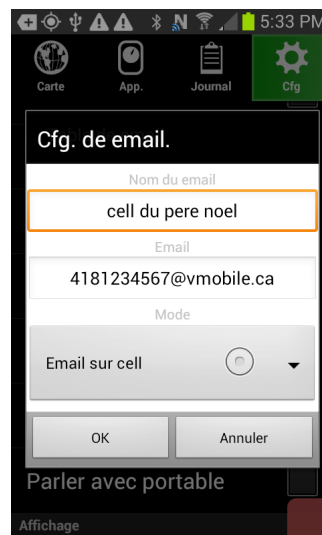 5:33 PM
Carte
App.
Journal
Cfg
Cfg. de email.
Nom du email
cell du pere noel
Email
4181234567@vmobile.ca
Mode
Email sur cell
OK
Annuler
Parler avec portable
Affichage